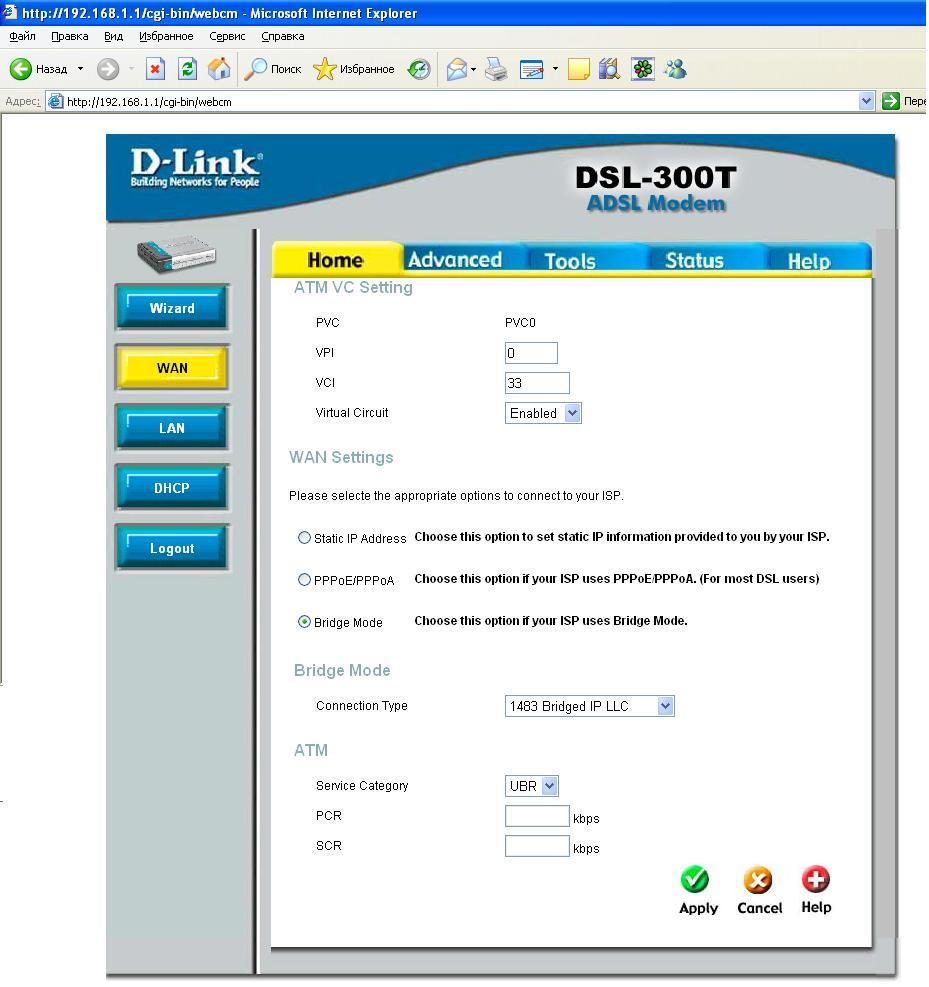 http://192.168.1.1/cgi-bin/webcm - Microsoft Internet Explorer
Файл Правка Вид Избранное Сервис Справка
Назад Поиск Избранное
Адрес: http://192.168.1.1/cgi-bin/webcm Пере
D-Link®
Building Networks for People
DSL-300T
ADSL Modem
Home Advanced Tools Status Help
Wizard
WAN
LAN
DHCP
Logout
ATM VC Setting
PVC PVC0
VPI 0
VCI 33
Virtual Circuit Enabled
WAN Settings
Please selecte the appropriate options to connect to your ISP.
Static IP Address Choose this option to set static IP information provided to you by your ISP.
PPPoE/PPPoA Choose this option if your ISP uses PPPoE/PPPoA. (For most DSL users)
Bridge Mode Choose this option if your ISP uses Bridge Mode.
Bridge Mode
Connection Type 1483 Bridged IP LLC
ATM
Service Category UBR
PCR kbps
SCR kbps
Apply Cancel Help